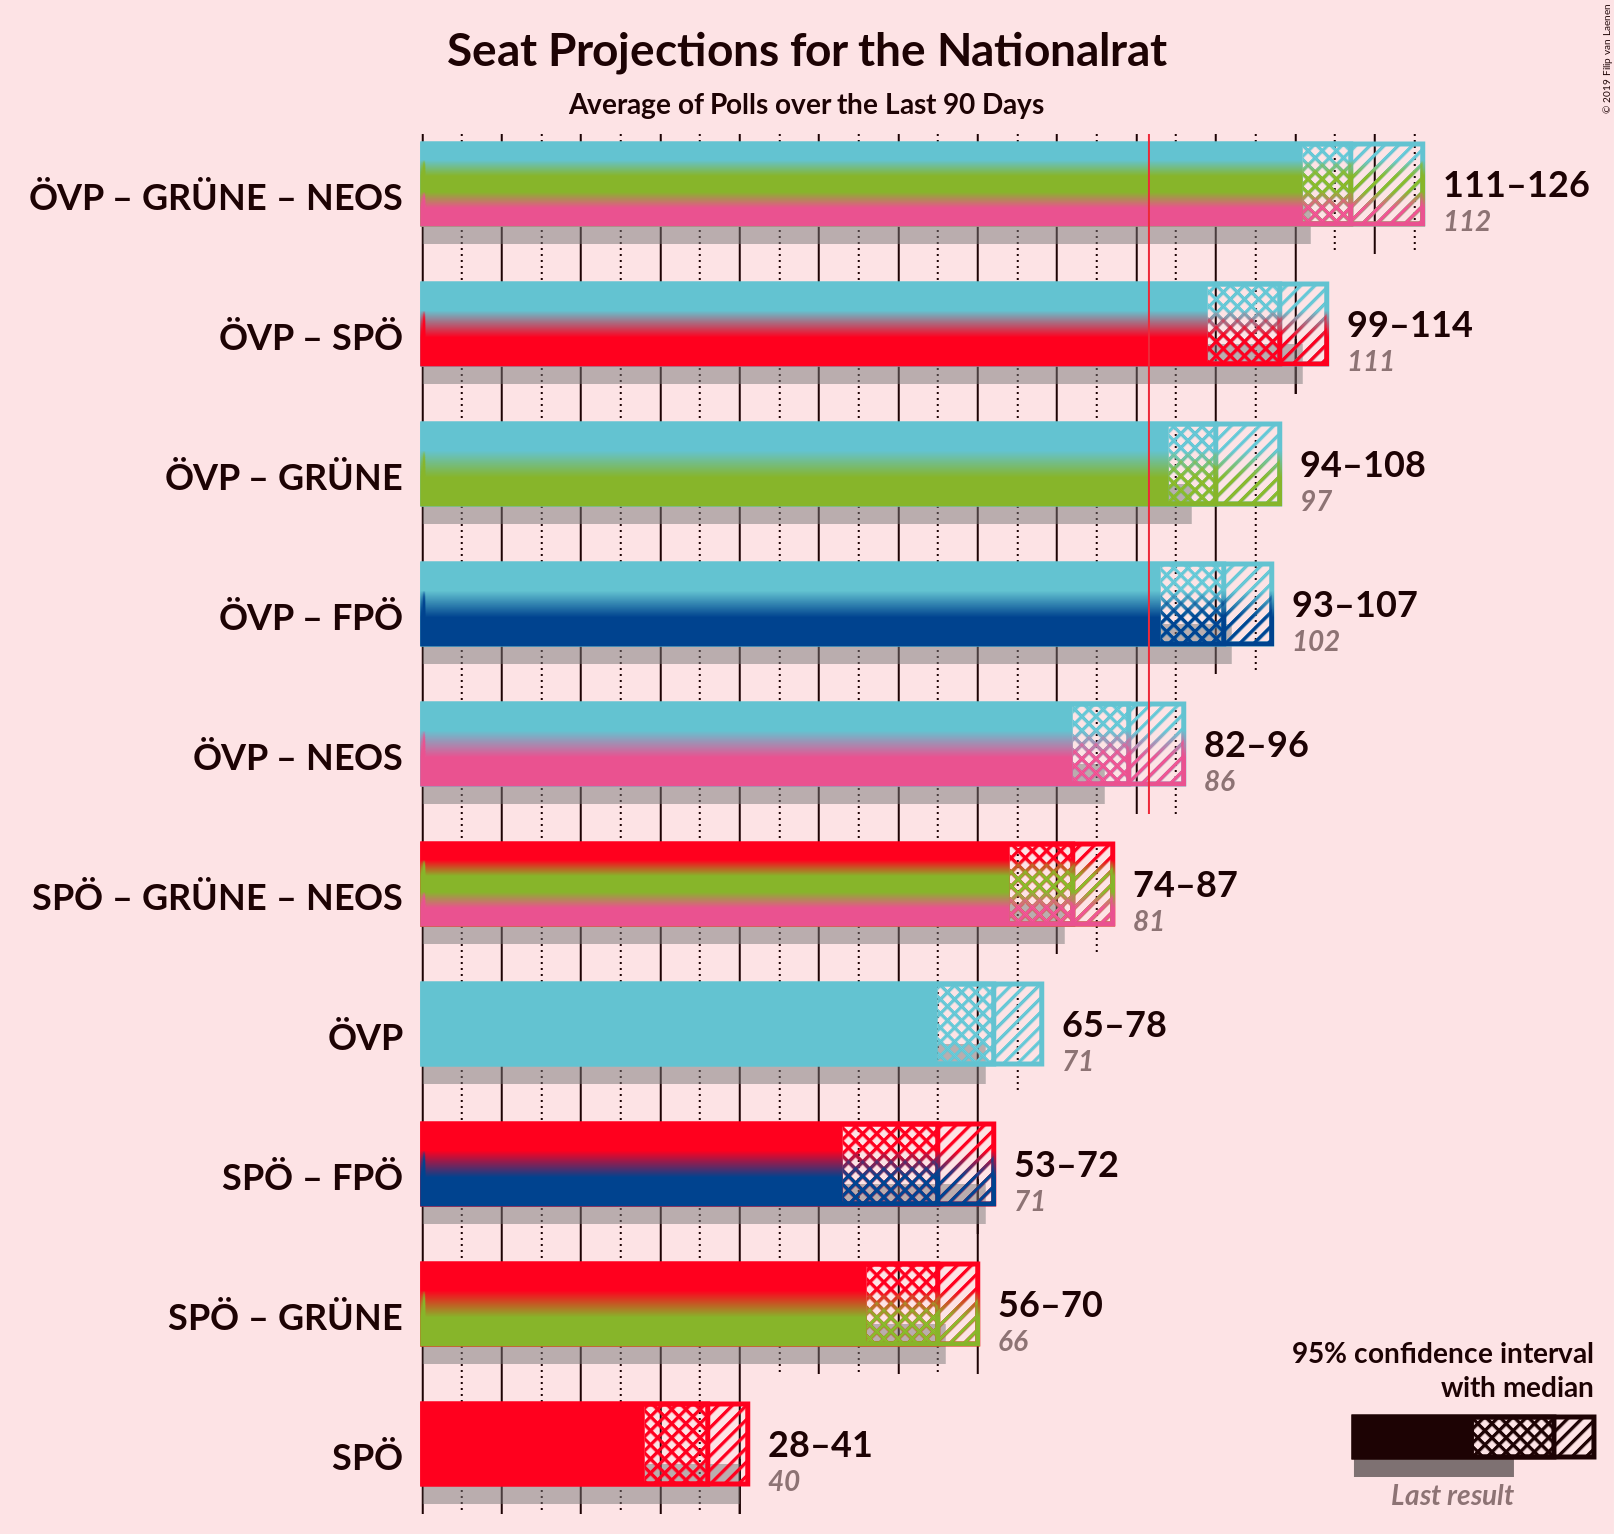 Seat Projections for the Nationalrat
Average of Polls over the Last 90 Days
© 2019 Filip van Laenen
ÖVP – GRÜNE – NEOS
111–126
112
ÖVP – SPÖ
99–114
111
ÖVP – GRÜNE
94–108
97
ÖVP – FPÖ
93–107
102
ÖVP – NEOS
82–96
86
SPÖ – GRÜNE – NEOS
74–87
81
ÖVP
65–78
71
SPÖ – FPÖ
53–72
71
SPÖ – GRÜNE
56–70
66
SPÖ
28–41
40
95% confidence interval
with median
Last result